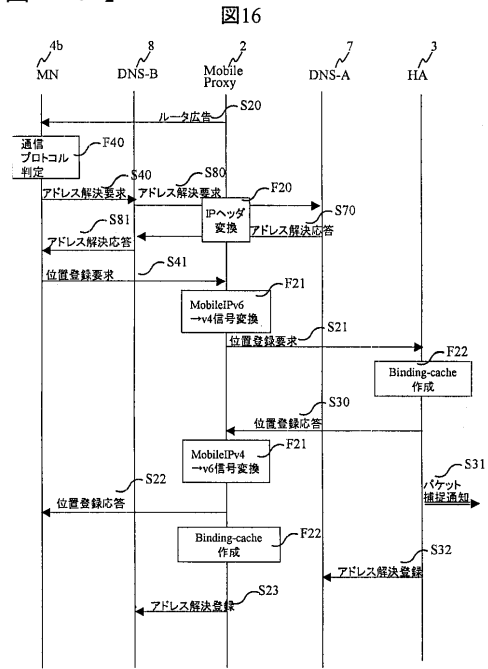 図16
4b
8
2
7
3
MN
DNS-B
Mobile
Proxy
DNS-A
HA
S20
ルータ広告
通信
プロトコル
判定
F40
S40
アドレス解決要求
S80
アドレス解決要求
F20
IPヘッダ
変換
S70
アドレス解決応答
S81
アドレス解決応答
S41
位置登録要求
F21
MobileIPv6
→v4信号変換
S21
位置登録要求
F22
Binding-cache
作成
S30
位置登録応答
F21
MobileIPv4
→v6信号変換
S31
パケット
捕捉通知
S22
位置登録応答
F22
Binding-cache
作成
S32
アドレス解決登録
S23
アドレス解決登録